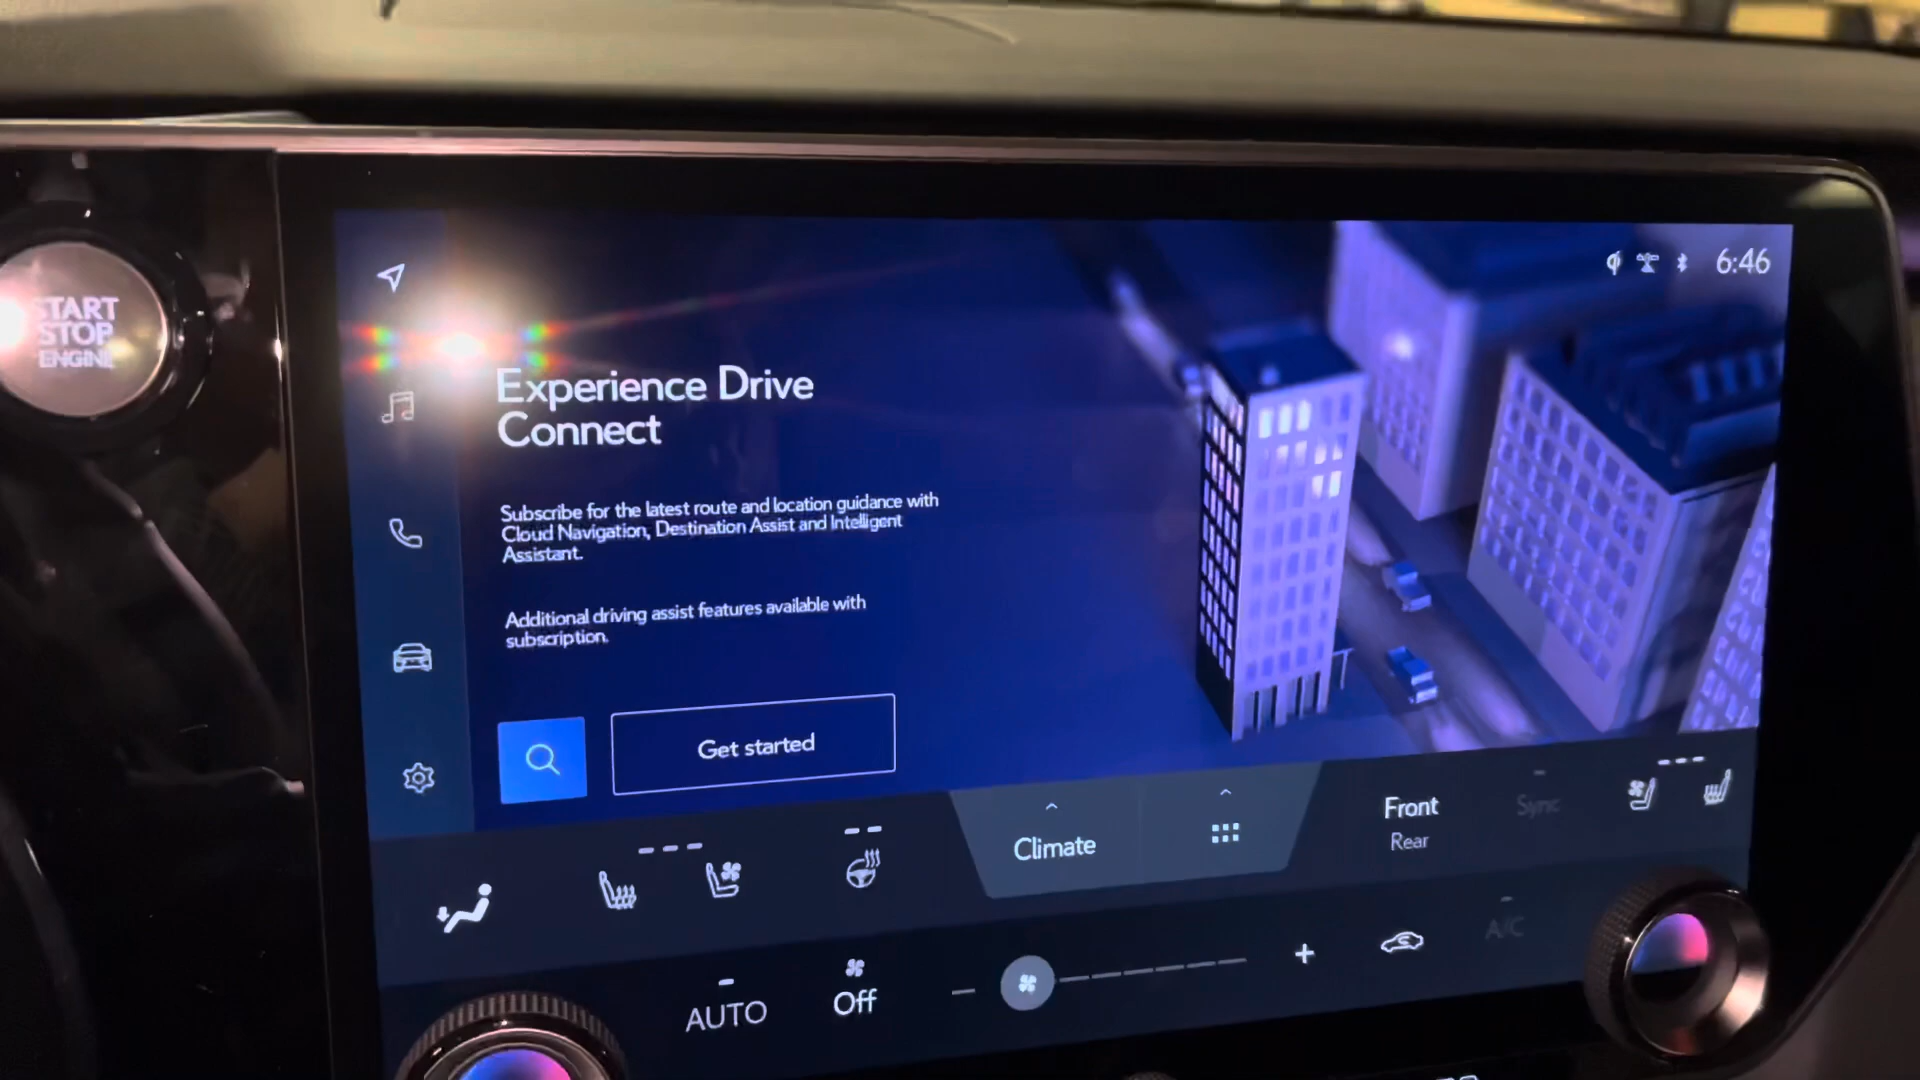 START
STOP
ENGINE
6:46
Experience Drive
Connect
Subscribe for the latest route and location guidance with
Cloud Navigation, Destination Assist and Intelligent
Assistant.
Additional driving assist features available with
subscription.
Get started
Climate
Front
Rear
Sync
AUTO
Off
A/C